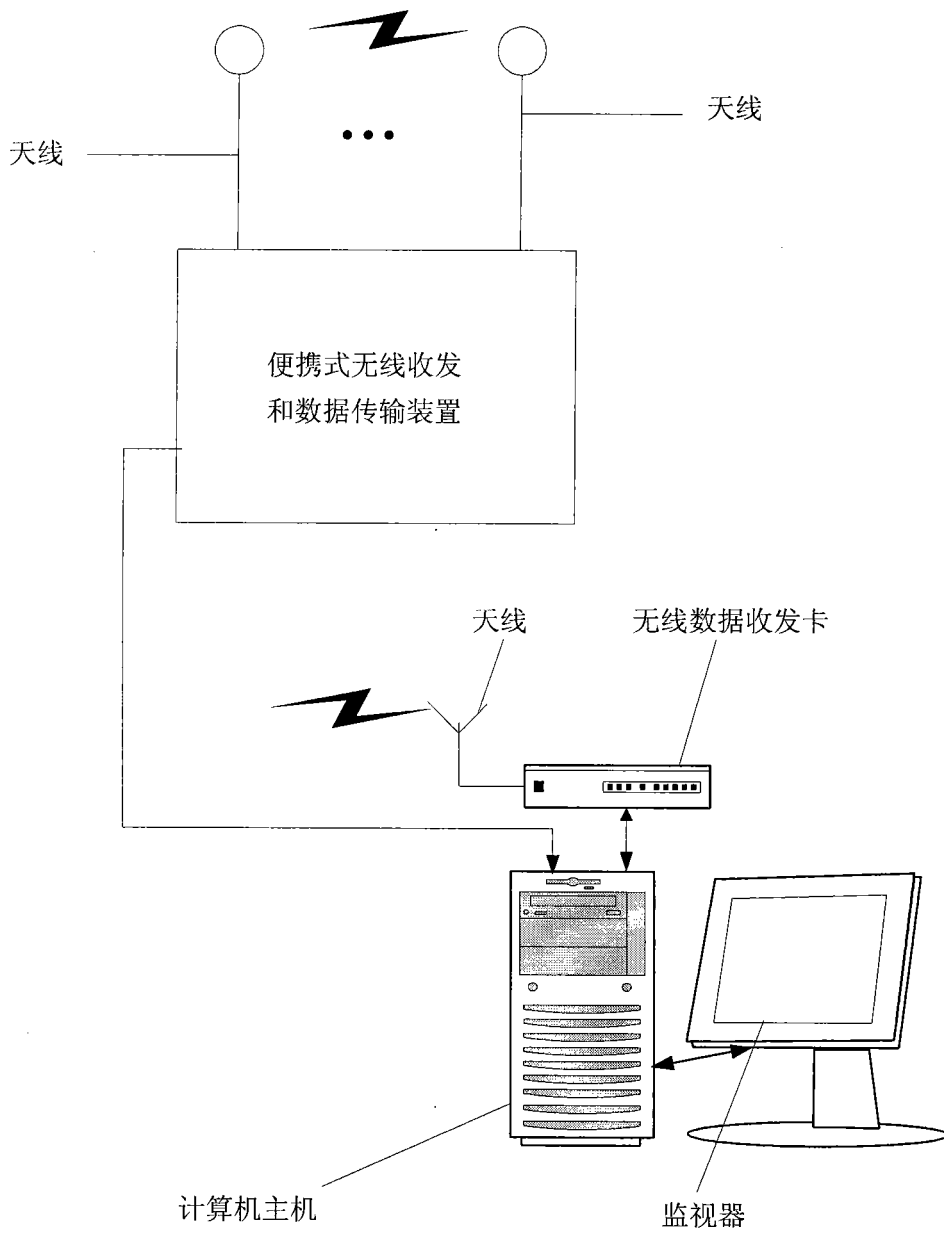 天线
天线
便携式无线收发
和数据传输装置
天线
无线数据收发卡
计算机主机
监视器